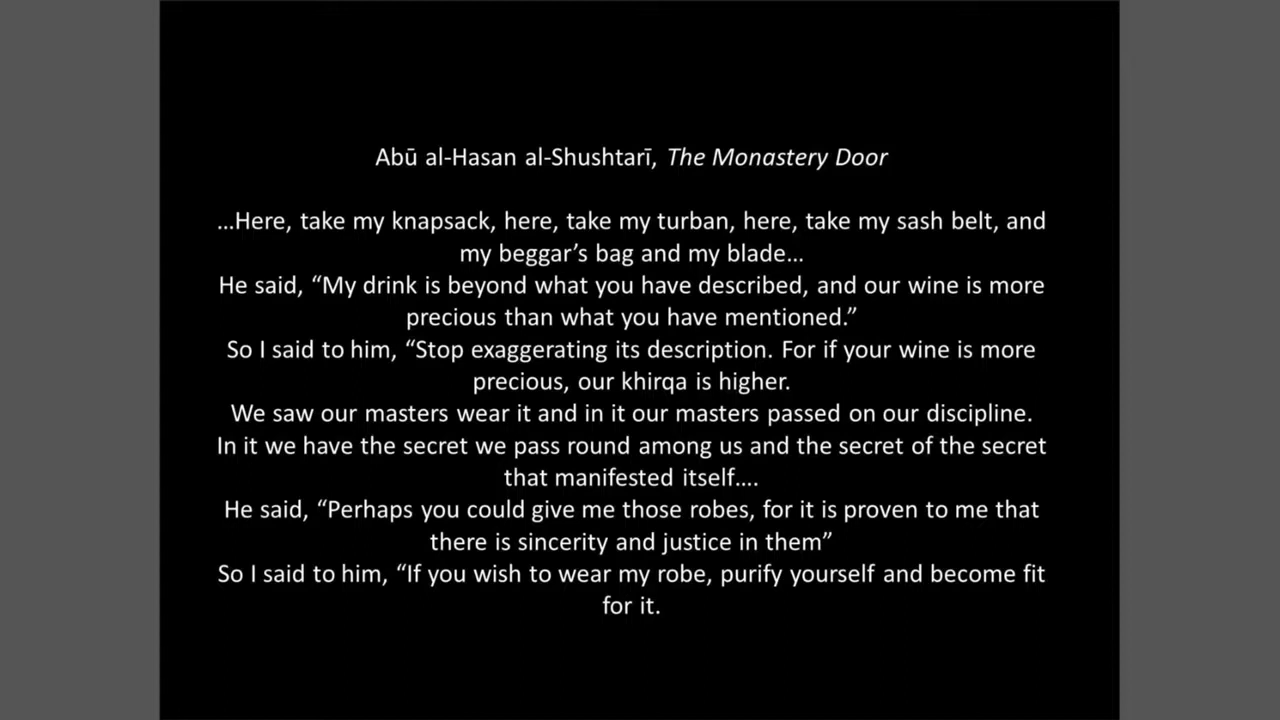 Abū al-Hasan al-Shushtarī, The Monastery Door
...Here, take my knapsack, here, take my turban, here, take my sash belt, and
my beggar’s bag and my blade...
He said, “My drink is beyond what you have described, and our wine is more
precious than what you have mentioned.”
So I said to him, “Stop exaggerating its description. For if your wine is more
precious, our khirqa is higher.
We saw our masters wear it and in it our masters passed on our discipline.
In it we have the secret we pass round among us and the secret of the secret
that manifested itself....
He said, “Perhaps you could give me those robes, for it is proven to me that
there is sincerity and justice in them”
So I said to him, “If you wish to wear my robe, purify yourself and become fit
for it.